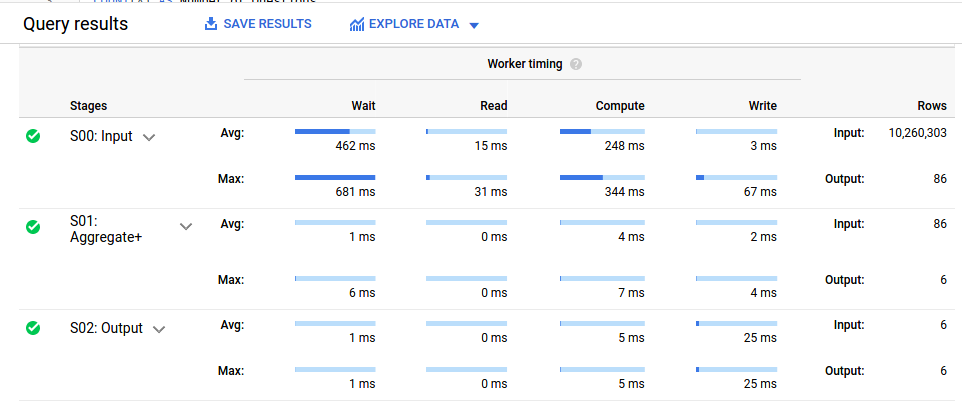 Query results
SAVE RESULTS
EXPLORE DATA
Worker timing
Stages Wait Read Compute Write Rows
S00: Input Avg: 462 ms 15 ms 248 ms 3 ms Input: 10,260,303
Max: 681 ms 31 ms 344 ms 67 ms Output: 86
S01: Aggregate+ Avg: 1 ms 0 ms 4 ms 2 ms Input: 86
Max: 6 ms 0 ms 7 ms 4 ms Output: 6
S02: Output Avg: 1 ms 0 ms 5 ms 25 ms Input: 6
Max: 1 ms 0 ms 5 ms 25 ms Output: 6